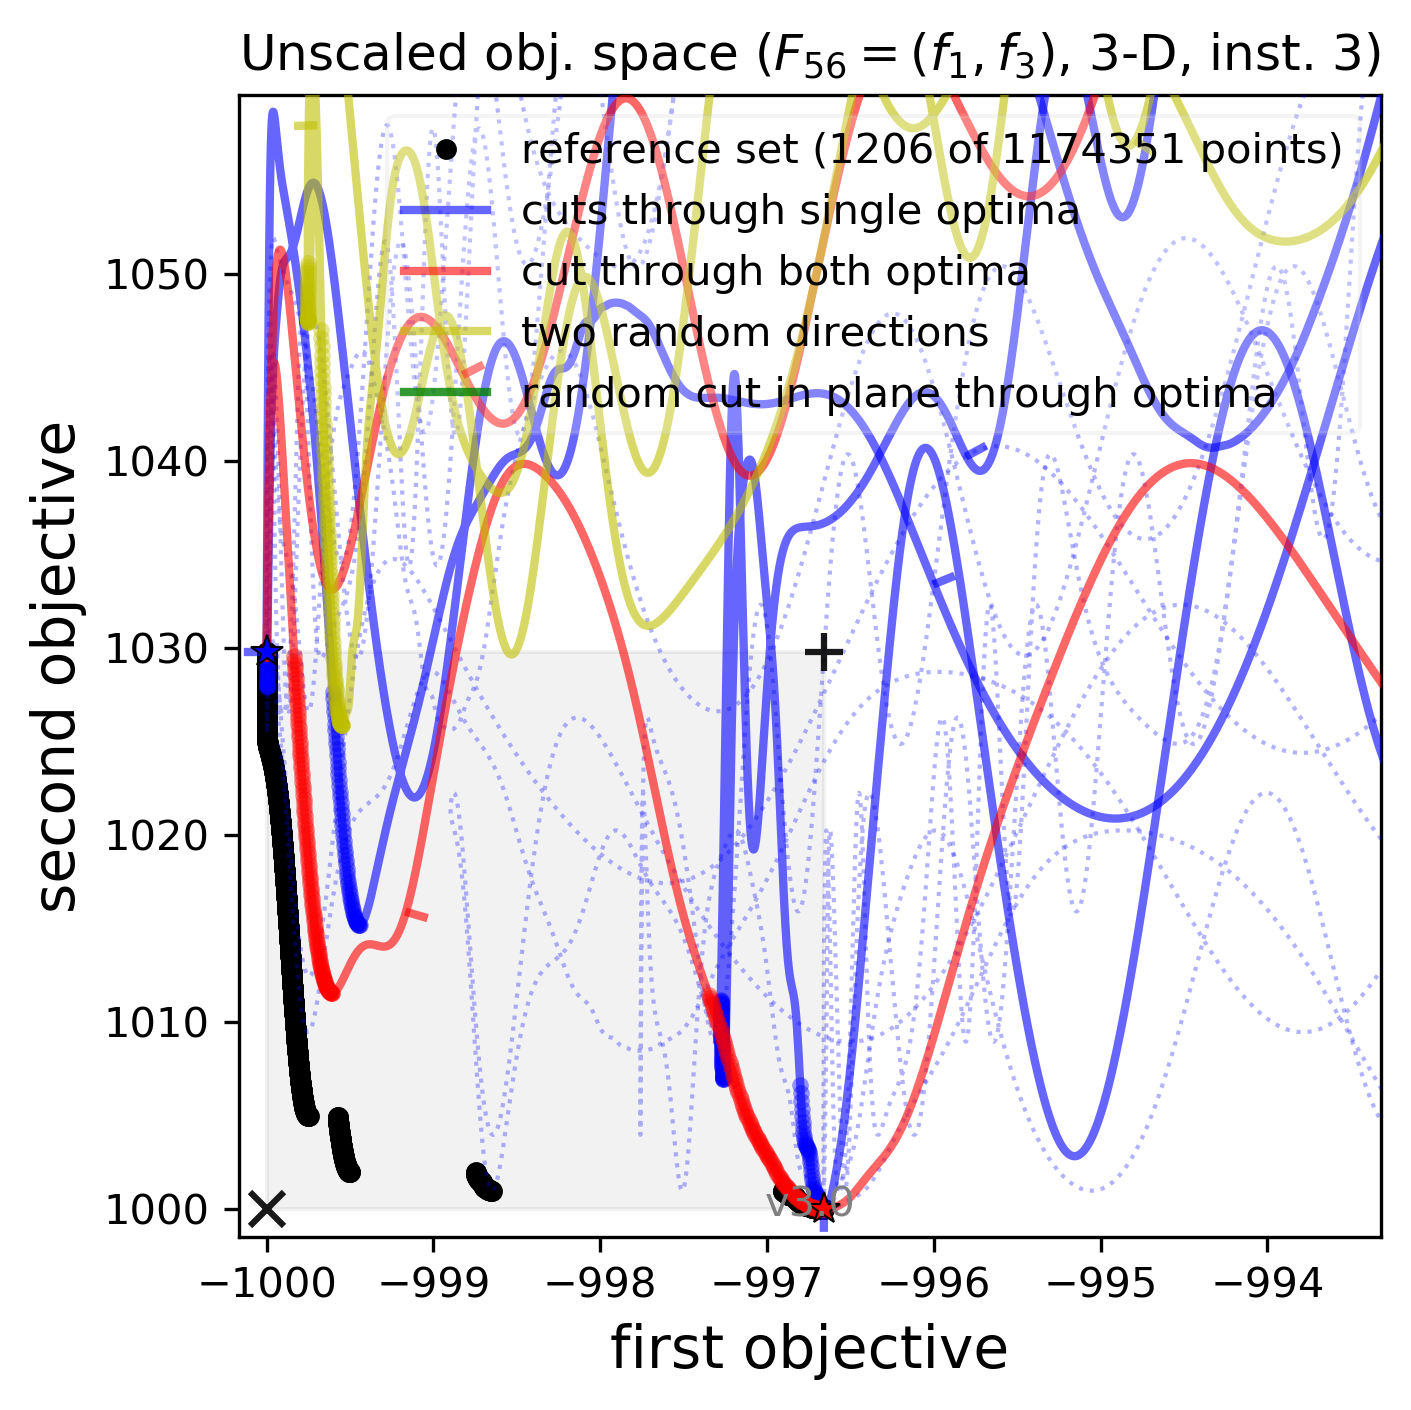 Unscaled obj. space (F₅₆ = (f₁, f₃), 3-D, inst. 3)
reference set (1206 of 1174351 points)
cuts through single optima
cut through both optima
two random directions
random cut in plane through optima
second objective
1050
1040
1030
1020
1010
1000
v3.0
−1000 −999 −998 −997 −996 −995 −994
first objective